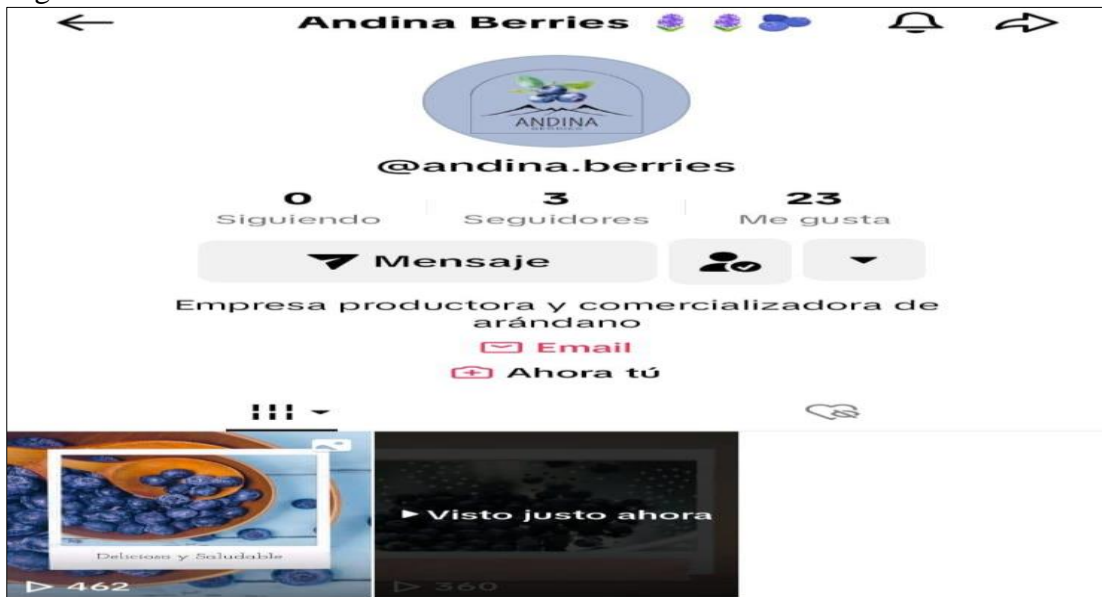 Andina Berries
ANDINA
BERRIES
@andina.berries
0 3 23
Siguiendo Seguidores Me gusta
Mensaje
Empresa productora y comercializadora de
arándano
Email
Ahora tú
Visto justo ahora
Delicioso y Saludable
462 360